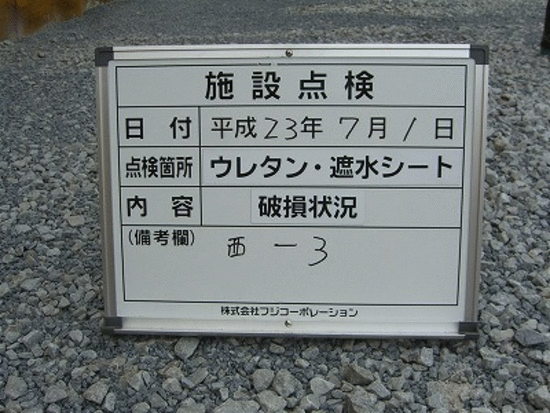 施設点検
日付 平成23年7月1日
点検箇所 ウレタン・遮水シート
内容 破損状況
(備考欄) 西-3
株式会社フジコーポレーション